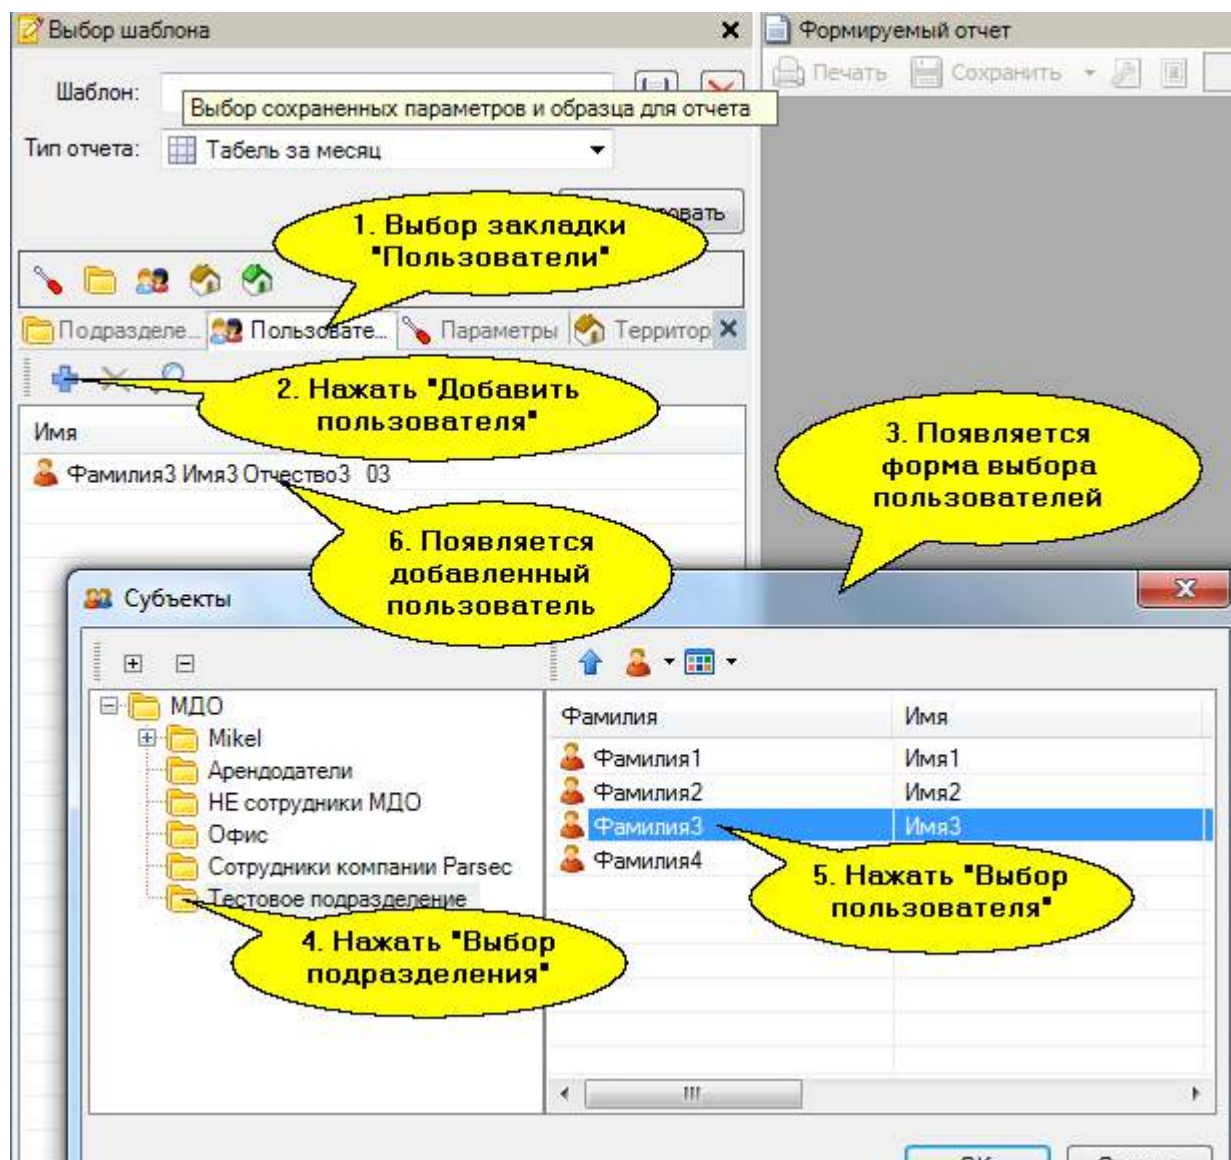 Выбор шаблона
Формируемый отчет
Печать Сохранить
Шаблон:
Выбор сохраненных параметров и образца для отчета
Тип отчета: Табель за месяц
1. Выбор закладки
"Пользователи"
Подразделе... Пользовате... Параметры Территор
2. Нажать "Добавить
пользователя"
Имя
Фамилия3 Имя3 Отчество3 03
3. Появляется
форма выбора
пользователей
6. Появляется
добавленный
пользователь
Субъекты
МДО
Mikel
Арендодатели
НЕ сотрудники МДО
Офис
Сотрудники компании Parsec
Тестовое подразделение
Фамилия Имя
Фамилия1 Имя1
Фамилия2 Имя2
Фамилия3 Имя3
Фамилия4
5. Нажать "Выбор
пользователя"
4. Нажать "Выбор
подразделения"